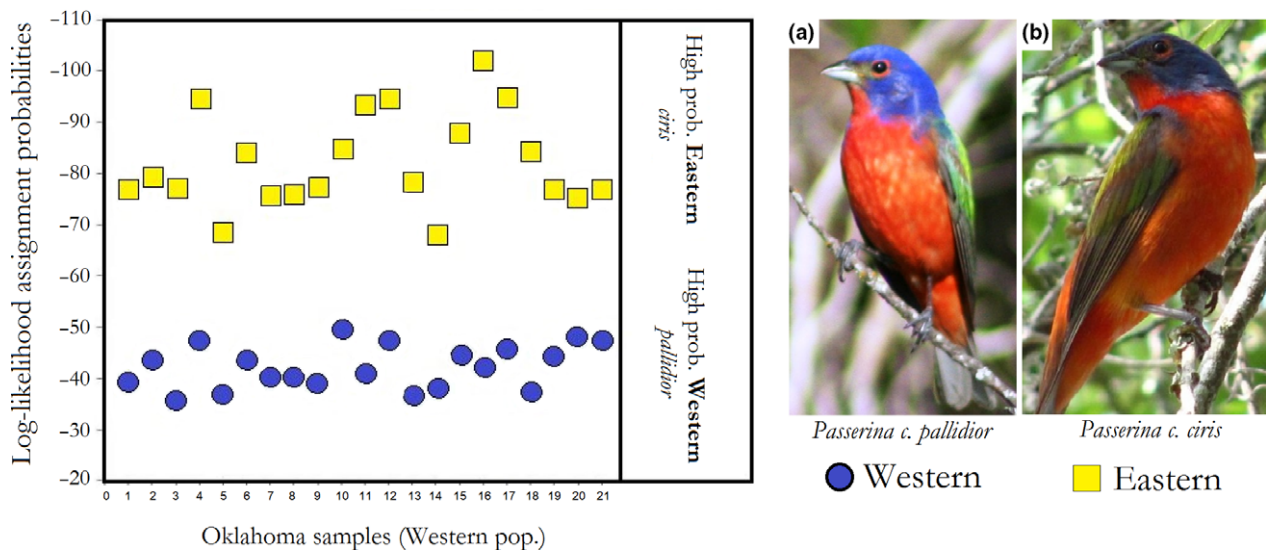 Log-likelihood assignment probabilities
–110
–100
–90
–80
–70
–60
–50
–40
–30
–20
0 1 2 3 4 5 6 7 8 9 10 11 12 13 14 15 16 17 18 19 20 21
Oklahoma samples (Western pop.)
High prob. Eastern
ciris
High prob. Western
pallidior
(a)
(b)
Passerina c. pallidior
Passerina c. ciris
Western
Eastern